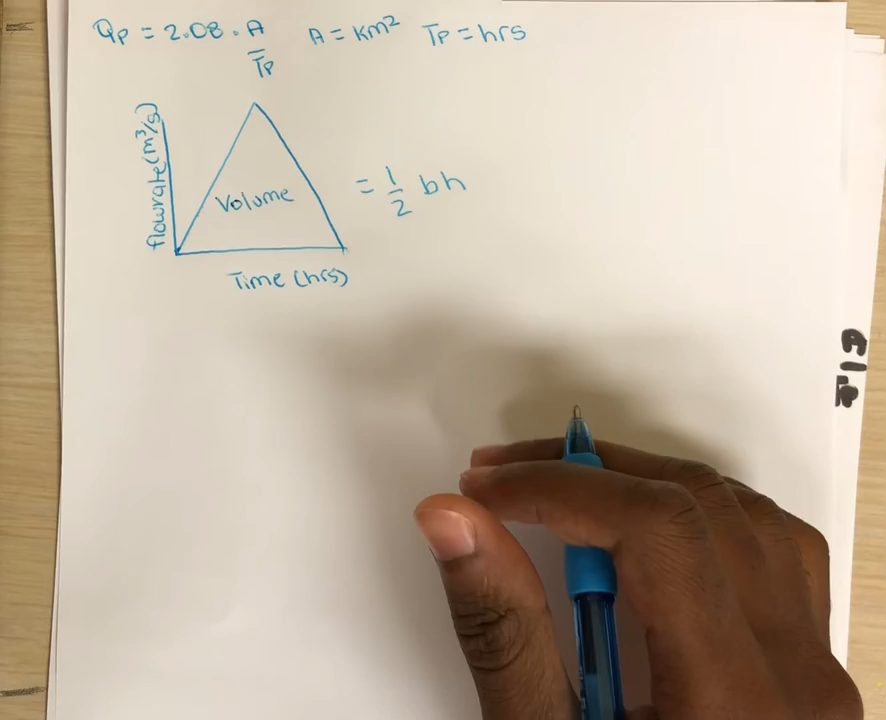 Qp = 2.08 . A/Tp A = km² Tp = hrs
flowrate (m³/s)
Volume
= 1/2 bh
Time (hrs)